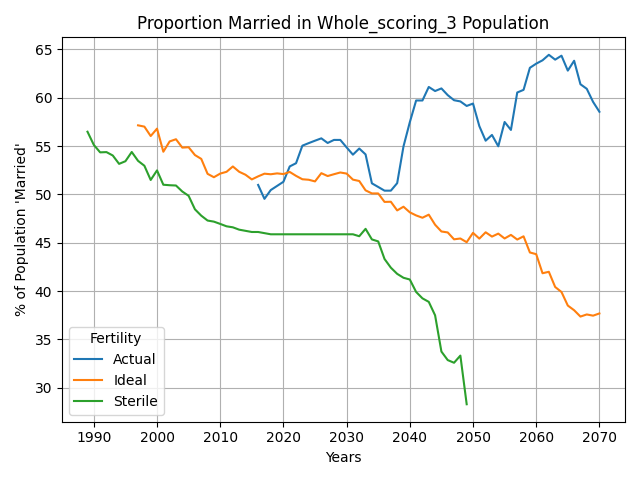 Proportion Married in Whole_scoring_3 Population
% of Population 'Married'
65
60
55
50
45
40
35
30
Fertility
Actual
Ideal
Sterile
1990 2000 2010 2020 2030 2040 2050 2060 2070
Years